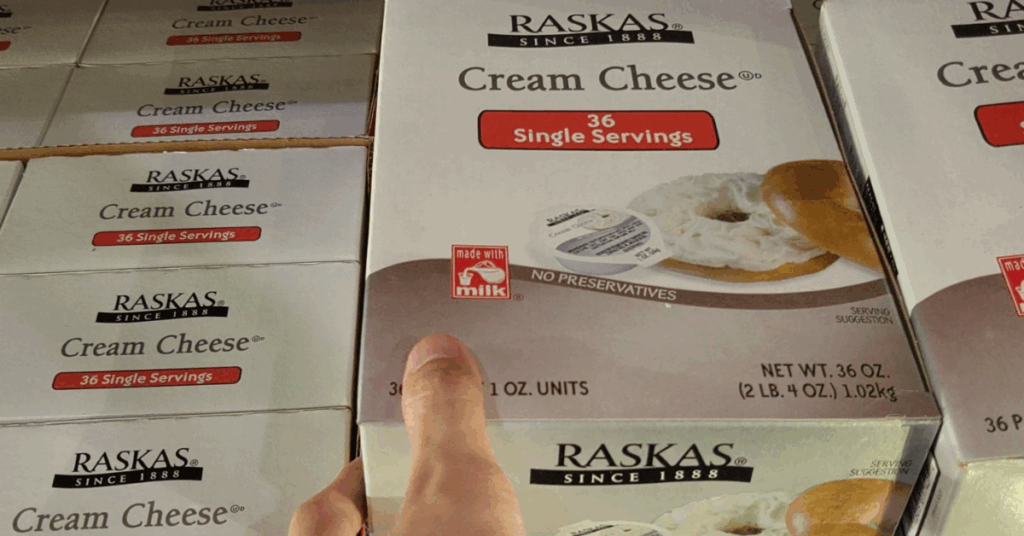 Cream Cheese
36 Single Servings
RASKAS®
SINCE 1888
Cream Cheese
36 Single Servings
RASKAS®
SINCE 1888
Cream Cheese
36 Single Servings
RASKAS®
SINCE 1888
Cream Cheese
36 Single Servings
RASKAS®
SINCE 1888
Cream Cheese
RASKAS®
SINCE 1888
Cream Cheese Ⓤᴰ
36
Single Servings
RASKAS
made with
milk®
NO PRESERVATIVES
SERVING
SUGGESTION
1 OZ. UNITS
NET WT. 36 OZ.
(2 LB. 4 OZ.) 1.02kg
RASKAS®
SINCE 1888
SERVING
SUGGESTION
RA
SIN
Crea
36 P